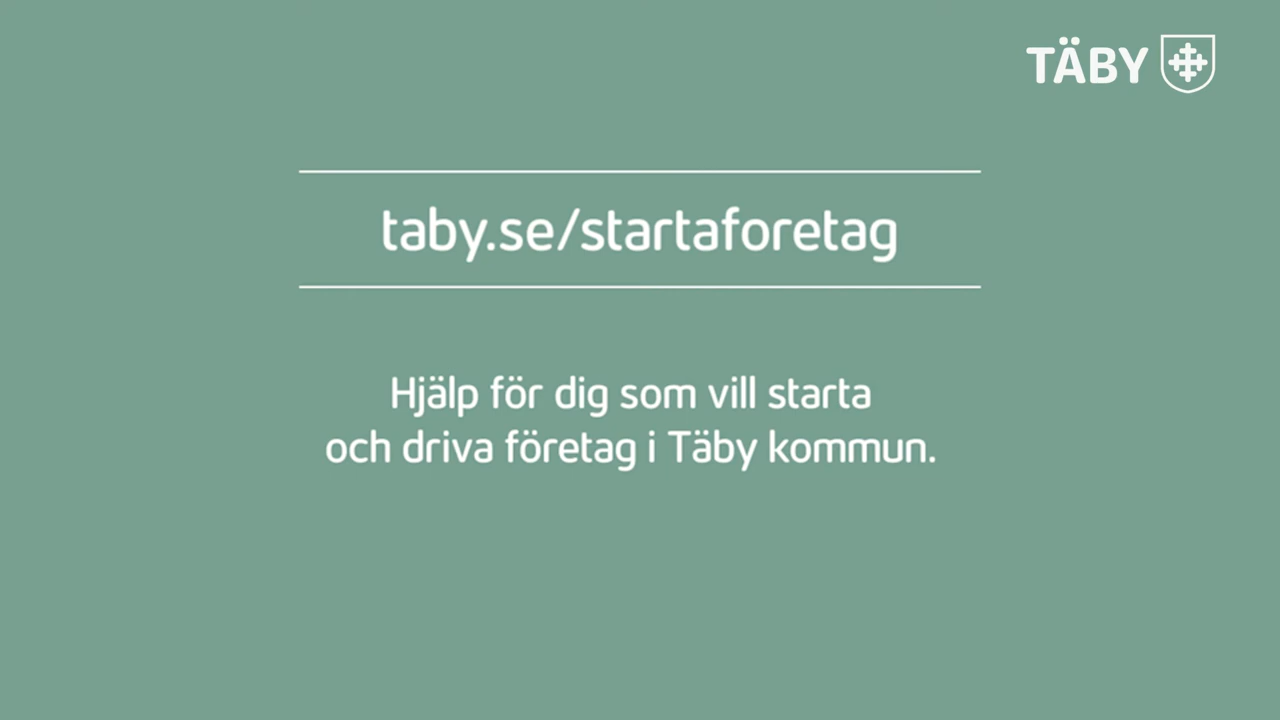 TÄBY
taby.se/startaforetag
Hjälp för dig som vill starta
och driva företag i Täby kommun.